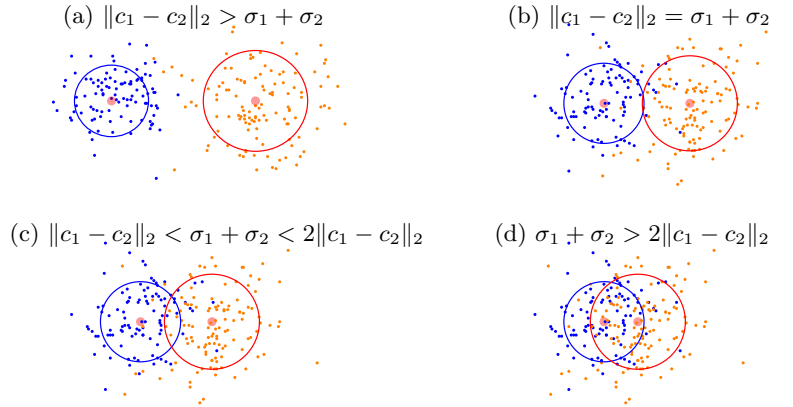 (a) ‖c₁ − c₂‖₂ > σ₁ + σ₂
(b) ‖c₁ − c₂‖₂ = σ₁ + σ₂
(c) ‖c₁ − c₂‖₂ < σ₁ + σ₂ < 2‖c₁ − c₂‖₂
(d) σ₁ + σ₂ > 2‖c₁ − c₂‖₂